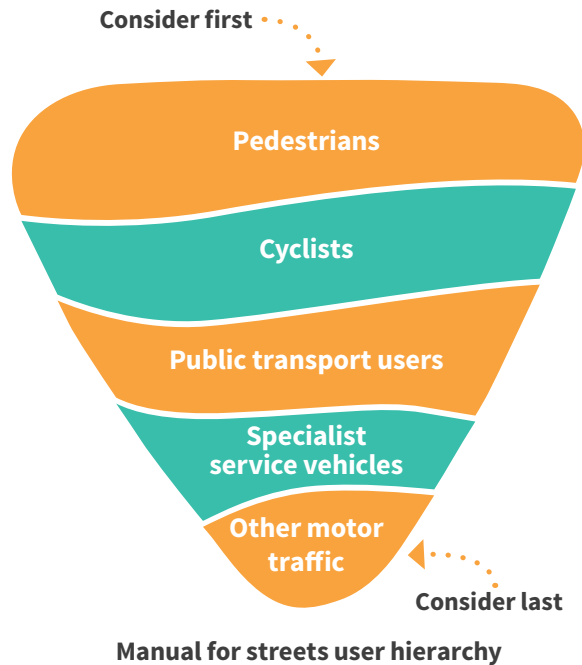 Consider first
Pedestrians
Cyclists
Public transport users
Specialist
service vehicles
Other motor
traffic
Consider last
Manual for streets user hierarchy